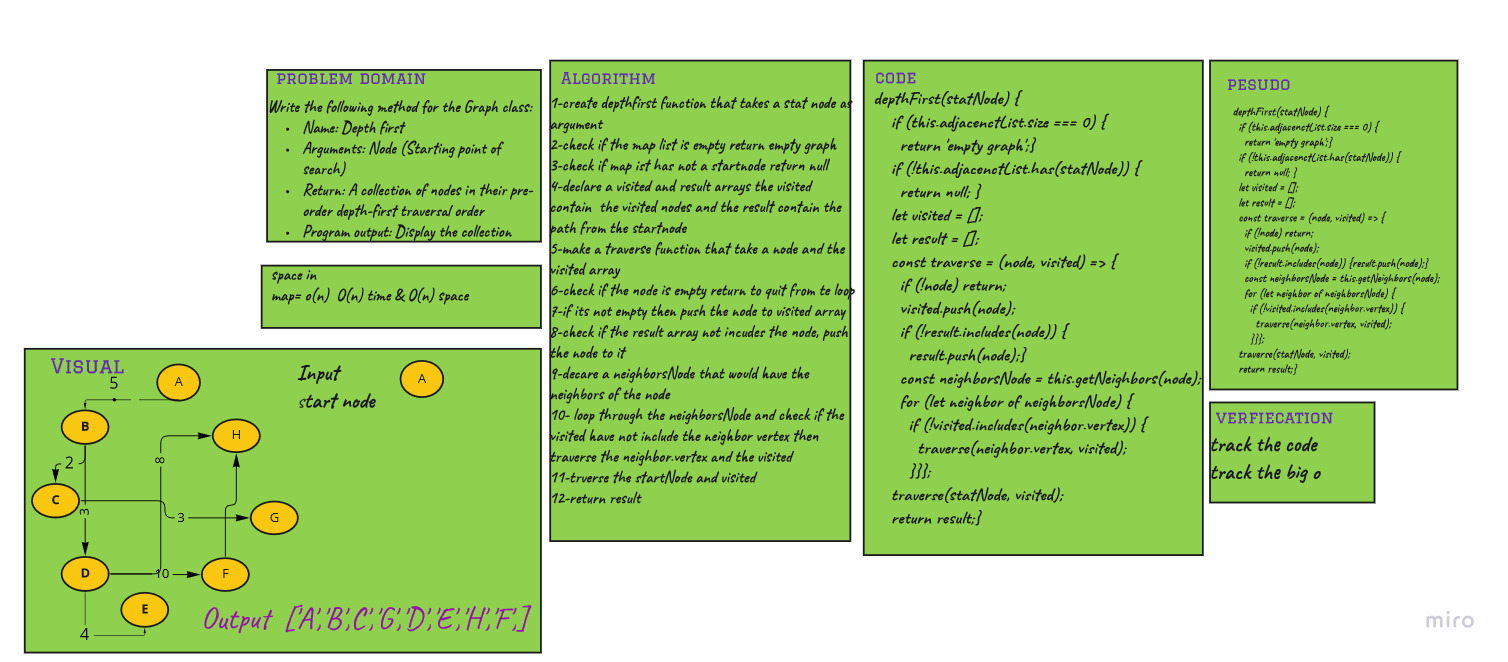 PROBLEM DOMAIN
Write the following method for the Graph class:
• Name: Depth first
• Arguments: Node (Starting point of
search)
• Return: A collection of nodes in their pre-
order depth-first traversal order
• Program output: Display the collection
space in
map= o(n) O(n) time & O(n) space
VISUAL
5
A
B
2
C
3
D
4
E
8
10
3
H
G
F
Input
start node
A
Output ['A','B','C','G','D','E','H','F',]
ALGORITHM
1-create depthfirst function that takes a stat node as
argument
2-check if the map list is empty return empty graph
3-check if map ist has not a startnode return null
4-declare a visited and result arrays the visited
contain the visited nodes and the result contain the
path from the startnode
5-make a traverse function that take a node and the
visited array
6-check if the node is empty return to quit from te loop
7-if its not empty then push the node to visited array
8-check if the result array not incudes the node, push
the node to it
9-decare a neighborsNode that would have the
neighbors of the node
10- loop through the neighborsNode and check if the
visited have not include the neighbor vertex then
traverse the neighbor.vertex and the visited
11-trverse the startNode and visited
12-return result
CODE
depthFirst(statNode) {
if (this.adjacenctList.size === 0) {
return 'empty graph';}
if (!this.adjacenctList.has(statNode)) {
return null; }
let visited = [];
let result = [];
const traverse = (node, visited) => {
if (!node) return;
visited.push(node);
if (!result.includes(node)) {
result.push(node);}
const neighborsNode = this.getNeighbors(node);
for (let neighbor of neighborsNode) {
if (!visited.includes(neighbor.vertex)) {
traverse(neighbor.vertex, visited);
}}};
traverse(statNode, visited);
return result;}
PESUDO
depthFirst(statNode) {
if (this.adjacenctList.size === 0) {
return 'empty graph';}
if (!this.adjacenctList.has(statNode)) {
return null; }
let visited = [];
let result = [];
const traverse = (node, visited) => {
if (!node) return;
visited.push(node);
if (!result.includes(node)) {result.push(node);}
const neighborsNode = this.getNeighbors(node);
for (let neighbor of neighborsNode) {
if (!visited.includes(neighbor.vertex)) {
traverse(neighbor.vertex, visited);
}}};
traverse(statNode, visited);
return result;}
VERFIECATION
track the code
track the big o
miro